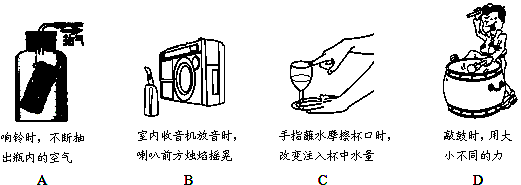 抽气
响铃时，不断抽
出瓶内的空气
A
室内收音机放音时，
喇叭前方烛焰摇晃
B
手指蘸水摩擦杯口时，
改变注入杯中水量
C
敲鼓时，用大
小不同的力
D